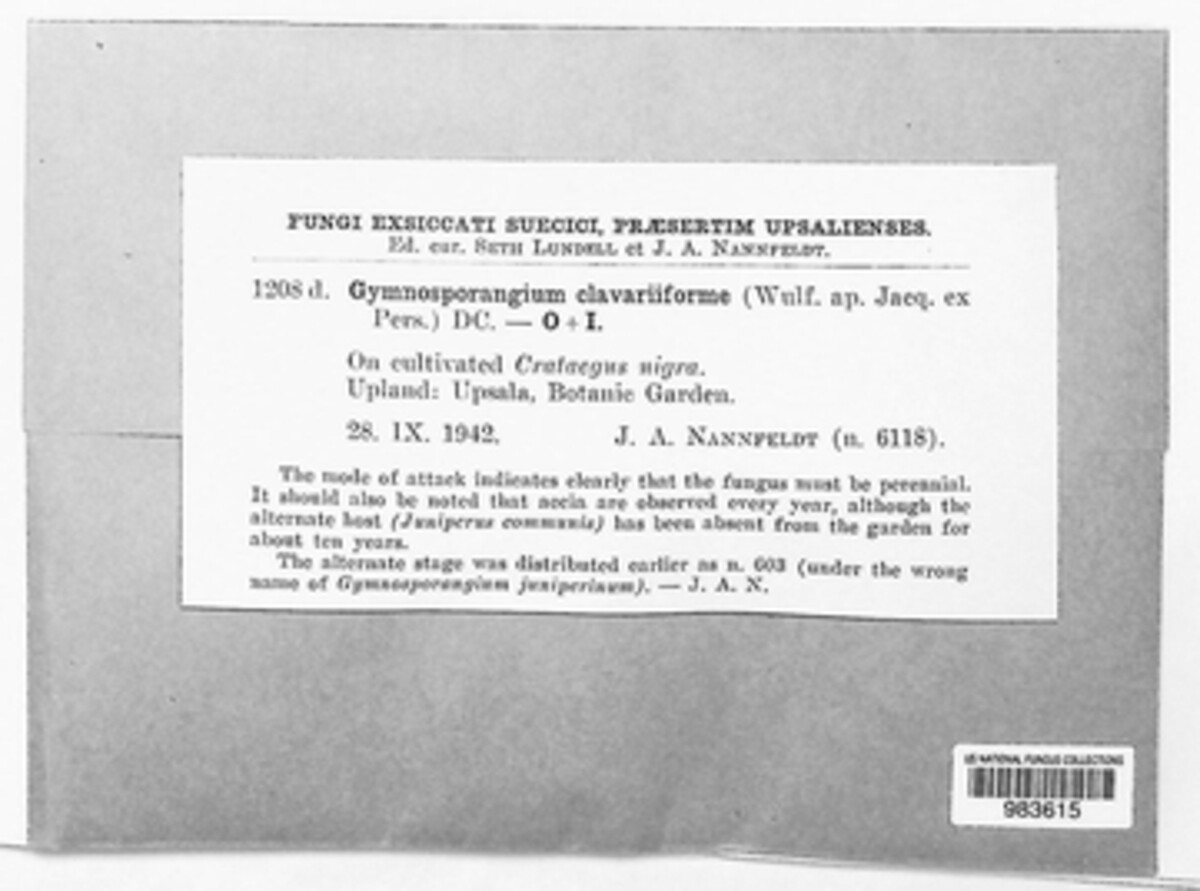 FUNGI EXSICCATI SUECICI, PRÆSERTIM UPSALIENSES.
Ed. cur. SETH LUNDELL et J. A. NANNFELDT.
1208 d. Gymnosporangium clavariiforme (Wulf. ap. Jacq. ex
Pers.) DC. — O + I.
On cultivated Crataegus nigra.
Upland: Upsala, Botanic Garden.
28. IX. 1942. J. A. NANNFELDT (n. 6118).
The mode of attack indicates clearly that the fungus must be perennial.
It should also be noted that aecia are observed every year, although the
alternate host (Juniperus communis) has been absent from the garden for
about ten years.
The alternate stage was distributed earlier as n. 603 (under the wrong
name of Gymnosporangium juniperinum). — J. A. N.
US NATIONAL FUNGUS COLLECTIONS
983615